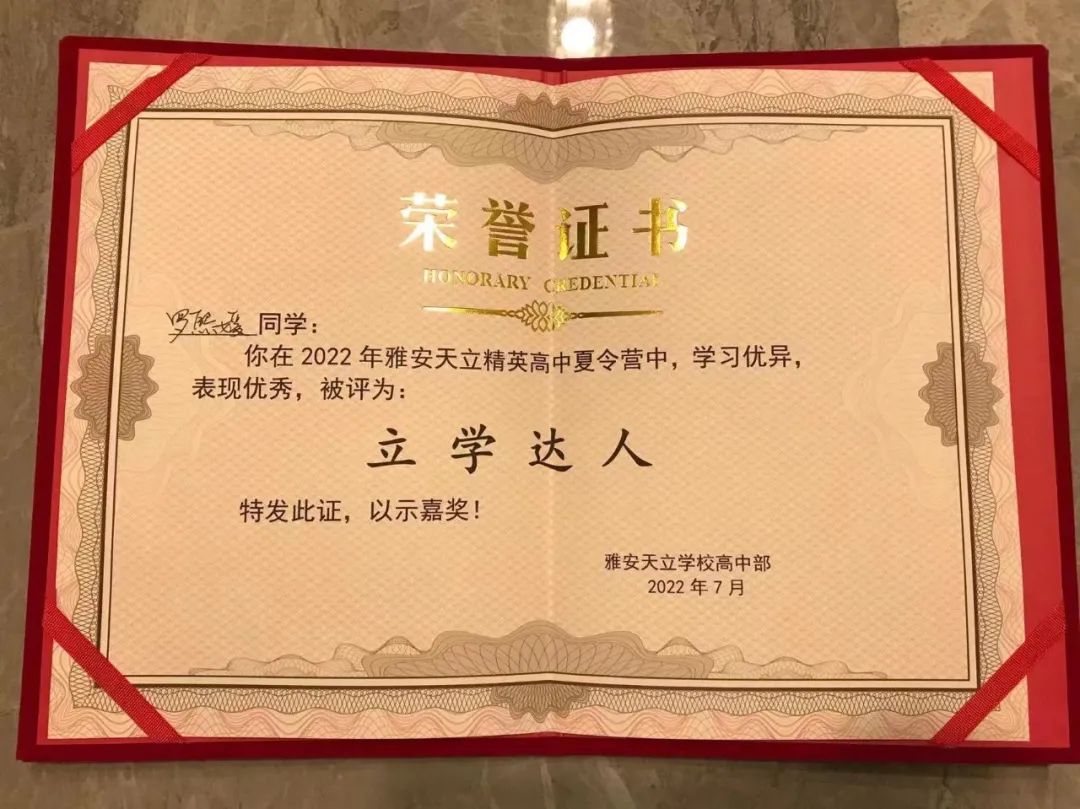 荣誉证书
HONORARY CREDENTIAL
罗熙媛 同学：
你在 2022 年雅安天立精英高中夏令营中，学习优异，
表现优秀，被评为：
立学达人
特发此证，以示嘉奖！
雅安天立学校高中部
2022 年 7 月